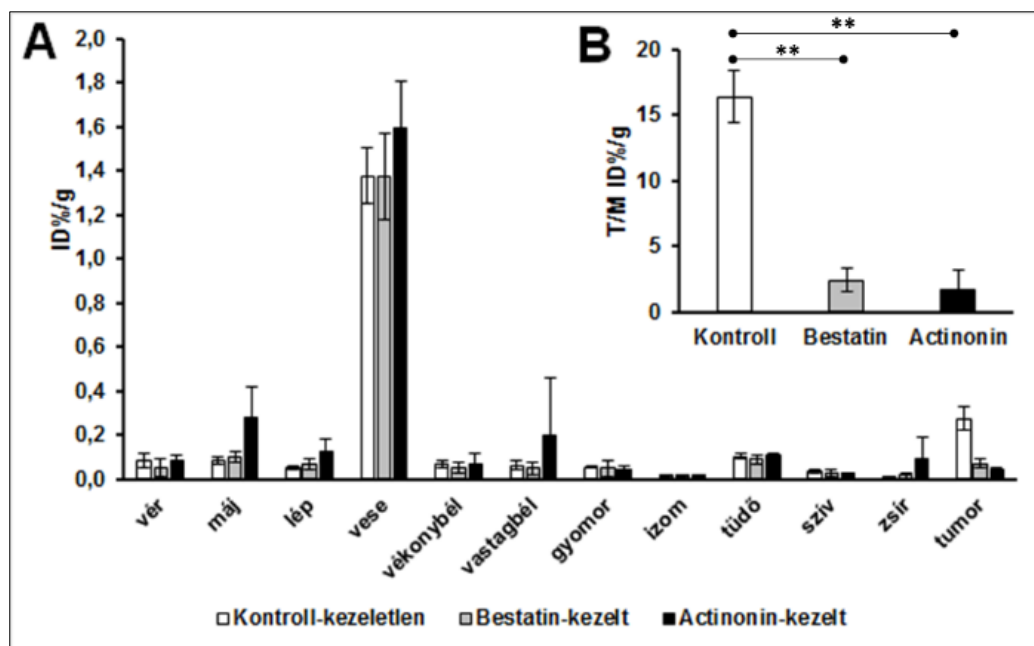 A
2,0
1,8
1,6
1,4
1,2
1,0
0,8
0,6
0,4
0,2
0,0
ID%/g
vér
máj
lép
vese
vékonybél
vastagbél
gyomor
izom
tüdő
szív
zsír
tumor
B
**
**
20
15
10
5
0
T/M ID%/g
Kontroll
Bestatin
Actinonin
Kontroll-kezeletlen
Bestatin-kezelt
Actinonin-kezelt